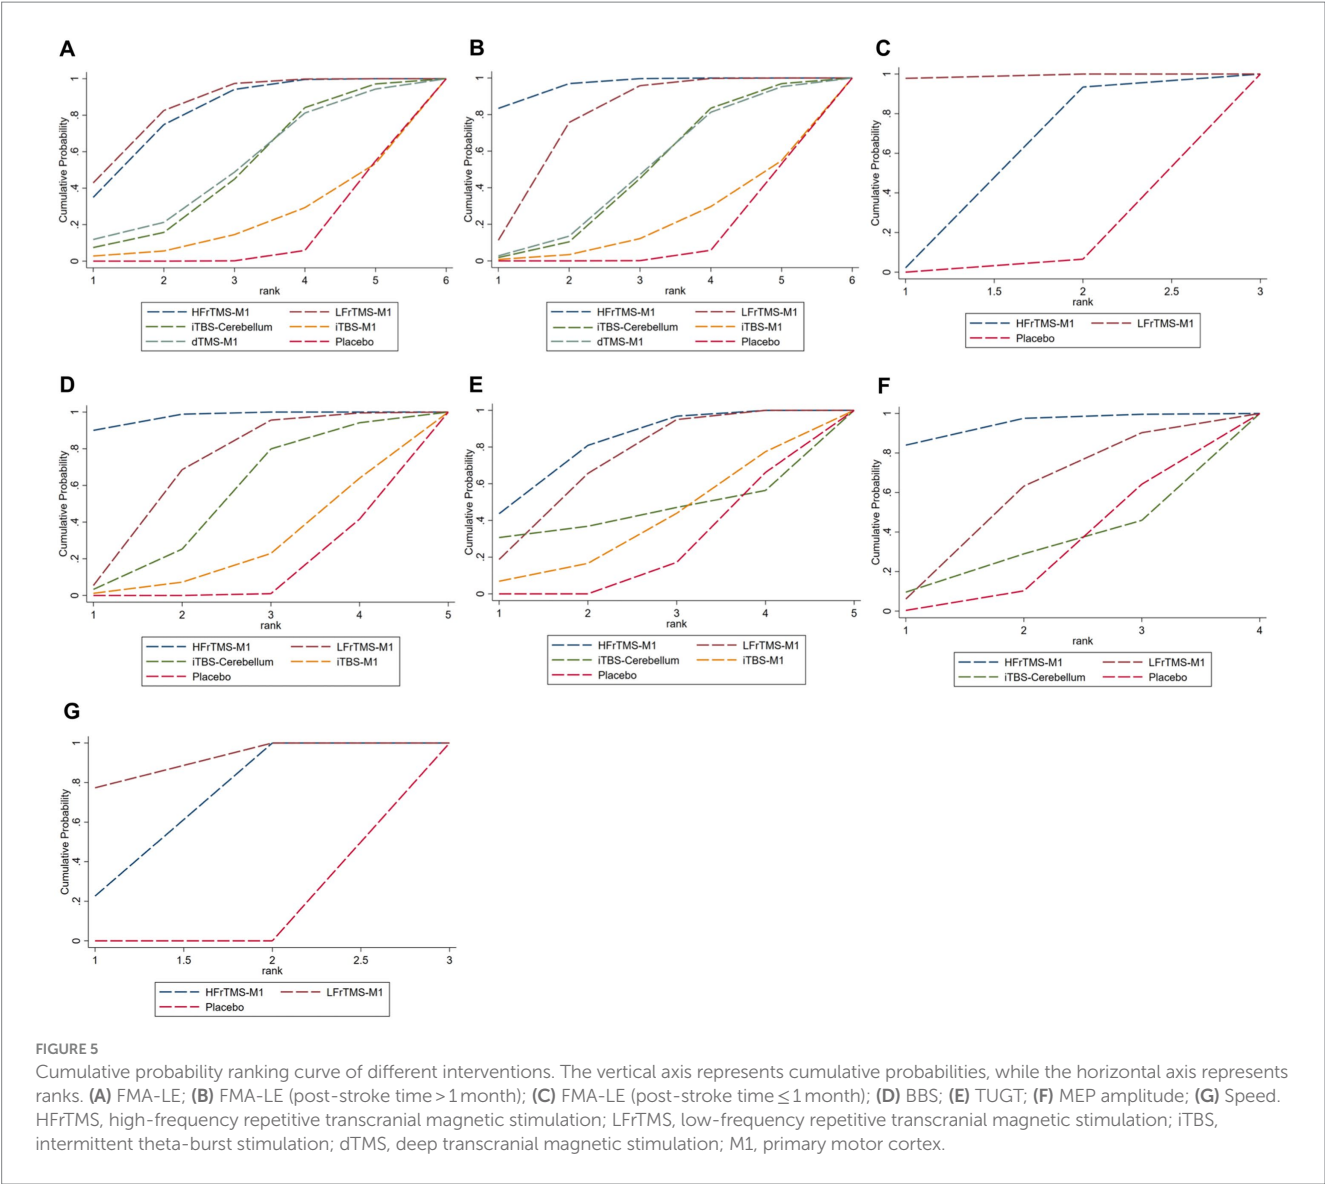 A
B
C
Cumulative Probability
0 .2 .4 .6 .8 1
1 2 3 4 5 6
rank
HFrTMS-M1 LFrTMS-M1
iTBS-Cerebellum iTBS-M1
dTMS-M1 Placebo
Cumulative Probability
0 .2 .4 .6 .8 1
1 2 3 4 5 6
rank
HFrTMS-M1 LFrTMS-M1
iTBS-Cerebellum iTBS-M1
dTMS-M1 Placebo
Cumulative Probability
0 .2 .4 .6 .8 1
1 1.5 2 2.5 3
rank
HFrTMS-M1 LFrTMS-M1
Placebo
D
E
F
Cumulative Probability
0 .2 .4 .6 .8 1
1 2 3 4 5
rank
HFrTMS-M1 LFrTMS-M1
iTBS-Cerebellum iTBS-M1
Placebo
Cumulative Probability
0 .2 .4 .6 .8 1
1 2 3 4 5
rank
HFrTMS-M1 LFrTMS-M1
iTBS-Cerebellum iTBS-M1
Placebo
Cumulative Probability
0 .2 .4 .6 .8 1
1 2 3 4
rank
HFrTMS-M1 LFrTMS-M1
iTBS-Cerebellum Placebo
G
Cumulative Probability
0 .2 .4 .6 .8 1
1 1.5 2 2.5 3
rank
HFrTMS-M1 LFrTMS-M1
Placebo
FIGURE 5
Cumulative probability ranking curve of different interventions. The vertical axis represents cumulative probabilities, while the horizontal axis represents
ranks. (A) FMA-LE; (B) FMA-LE (post-stroke time > 1 month); (C) FMA-LE (post-stroke time ≤ 1 month); (D) BBS; (E) TUGT; (F) MEP amplitude; (G) Speed.
HFrTMS, high-frequency repetitive transcranial magnetic stimulation; LFrTMS, low-frequency repetitive transcranial magnetic stimulation; iTBS,
intermittent theta-burst stimulation; dTMS, deep transcranial magnetic stimulation; M1, primary motor cortex.